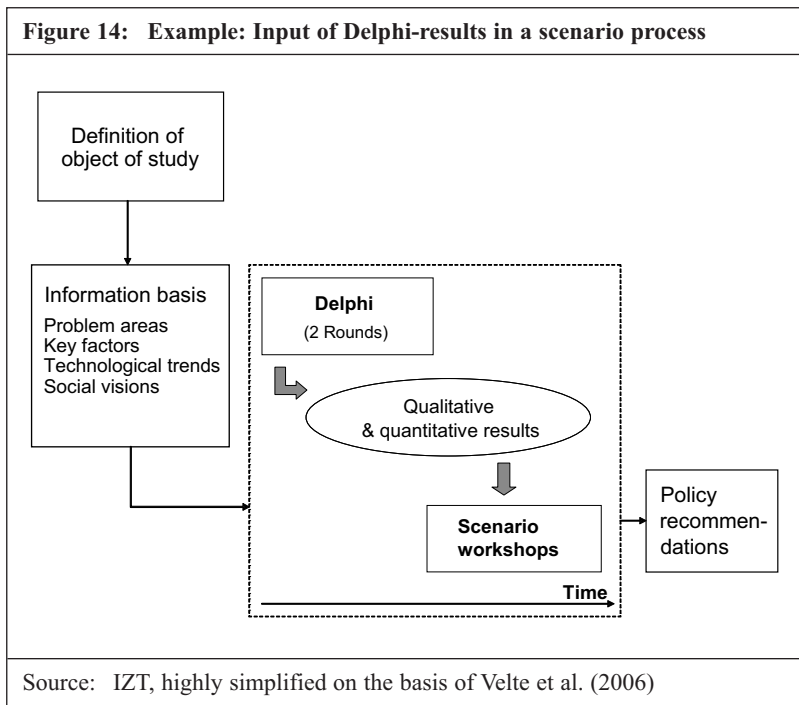 Figure 14: Example: Input of Delphi-results in a scenario process
Definition of
object of study
Information basis
Problem areas
Key factors
Technological trends
Social visions
Delphi
(2 Rounds)
Qualitative
& quantitative results
Scenario
workshops
Time
Policy
recommen-
dations
Source: IZT, highly simplified on the basis of Velte et al. (2006)